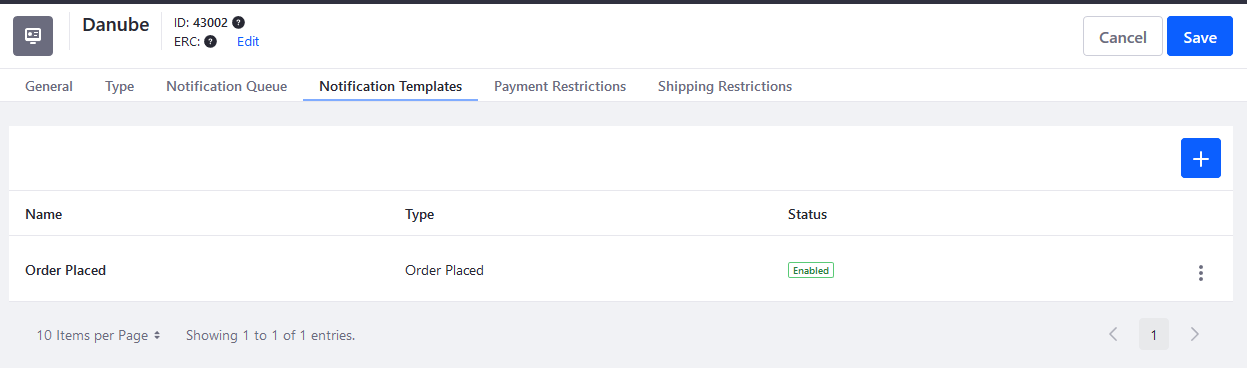 Danube
ID: 43002 ?
ERC: ? Edit
Cancel
Save
General Type Notification Queue Notification Templates Payment Restrictions Shipping Restrictions
Name Type Status
Order Placed Order Placed Enabled
10 Items per Page Showing 1 to 1 of 1 entries. 1